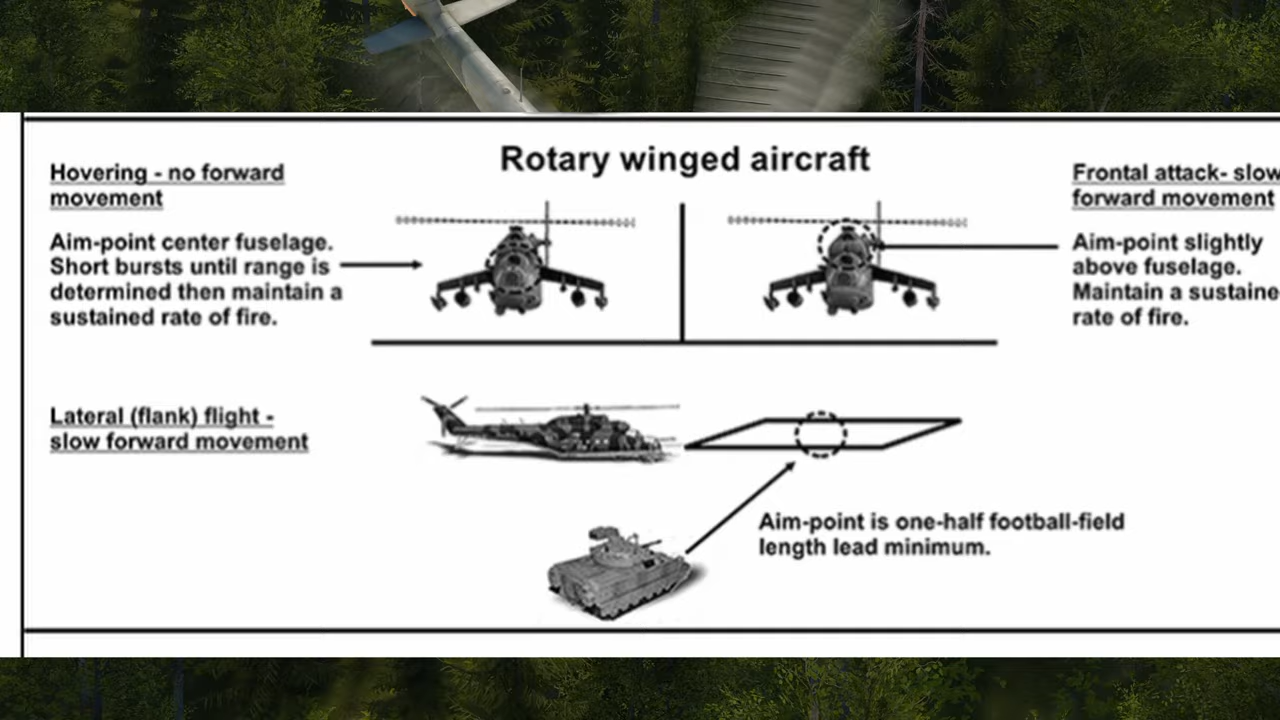 Rotary winged aircraft
Hovering - no forward
movement
Aim-point center fuselage.
Short bursts until range is
determined then maintain a
sustained rate of fire.
Frontal attack- slow
forward movement
Aim-point slightly
above fuselage.
Maintain a sustaine
rate of fire.
Lateral (flank) flight -
slow forward movement
Aim-point is one-half football-field
length lead minimum.